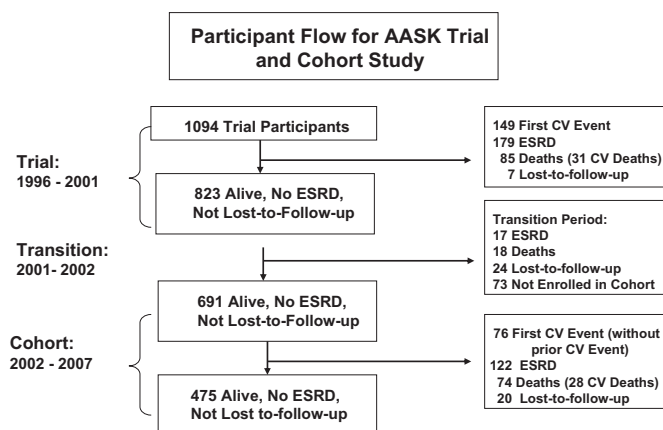 Participant Flow for AASK Trial
and Cohort Study
1094 Trial Participants
149 First CV Event
179 ESRD
85 Deaths (31 CV Deaths)
7 Lost-to-follow-up
Trial:
1996 - 2001
823 Alive, No ESRD,
Not Lost-to-Follow-up
Transition Period:
17 ESRD
18 Deaths
24 Lost-to-follow-up
73 Not Enrolled in Cohort
Transition:
2001- 2002
691 Alive, No ESRD,
Not Lost-to-Follow-up
Cohort:
2002 - 2007
76 First CV Event (without
prior CV Event)
122 ESRD
74 Deaths (28 CV Deaths)
20 Lost-to-follow-up
475 Alive, No ESRD,
Not Lost to-follow-up